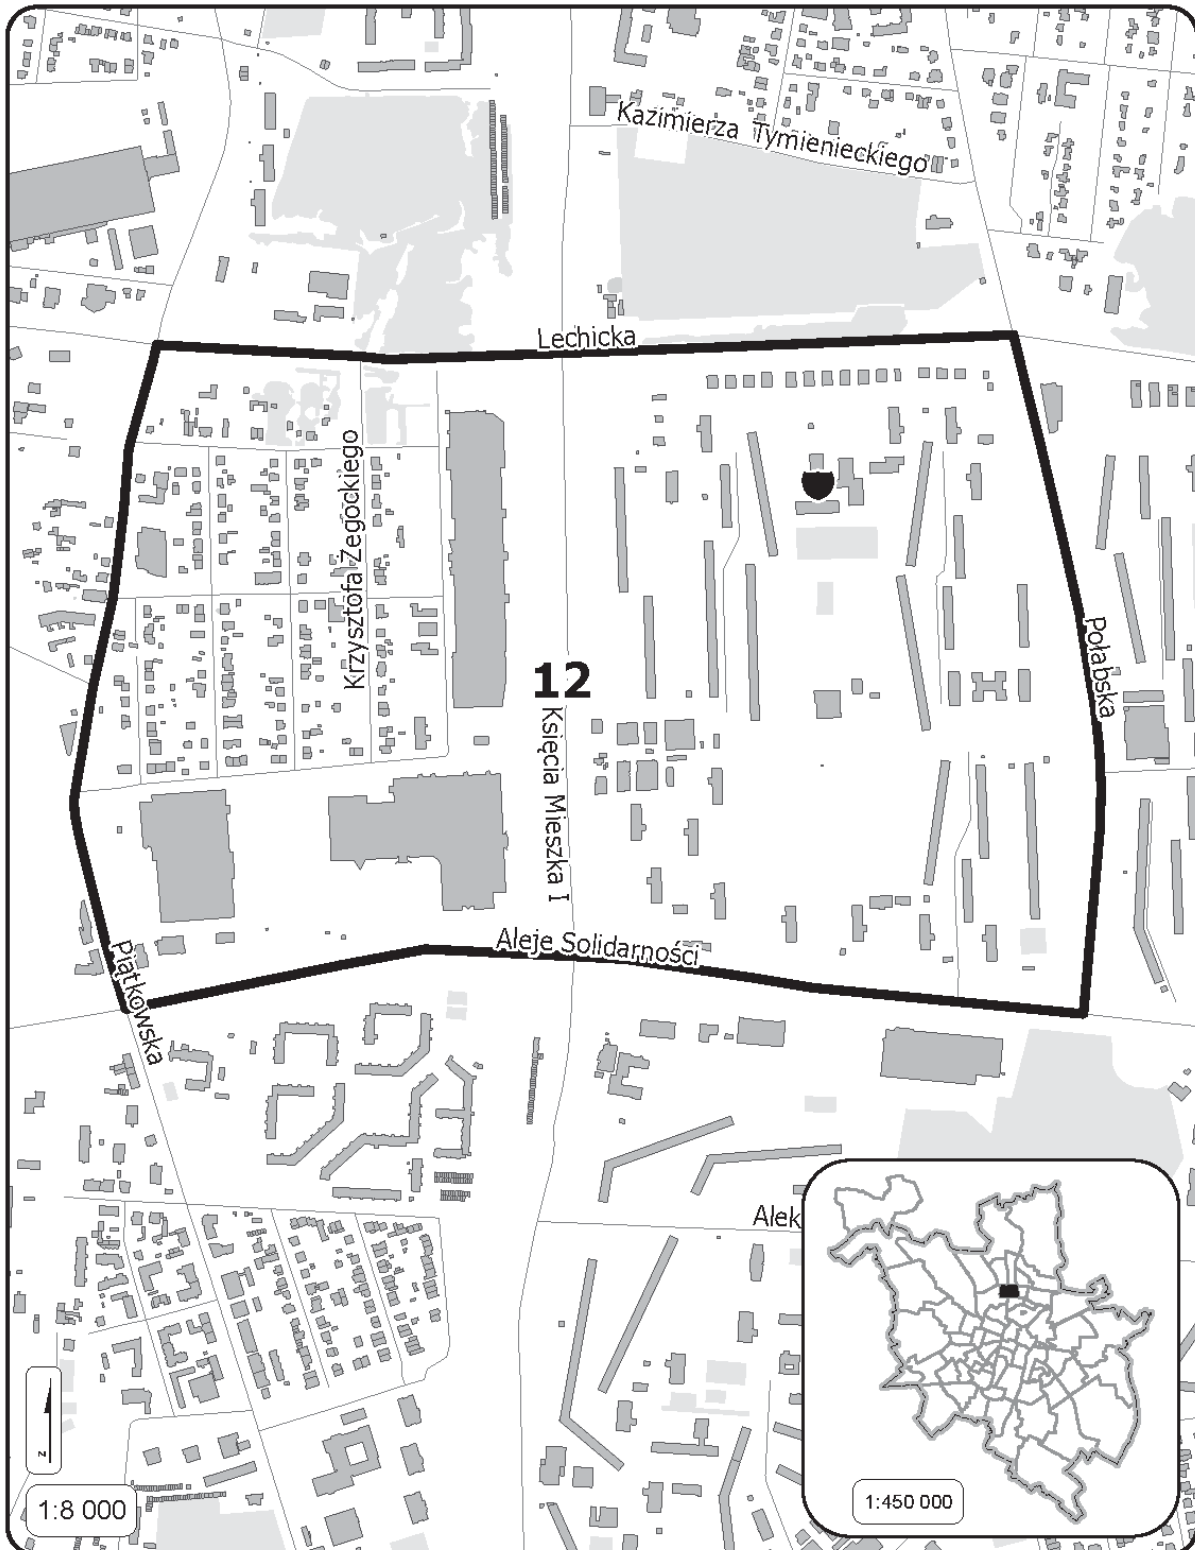 Kazimierza Tymienieckiego
Lechicka
Krzysztofa Żegockiego
12
Księcia Mieszka I
Połabska
Aleje Solidarności
Piątkowska
Alek
N
1:8 000
1:450 000